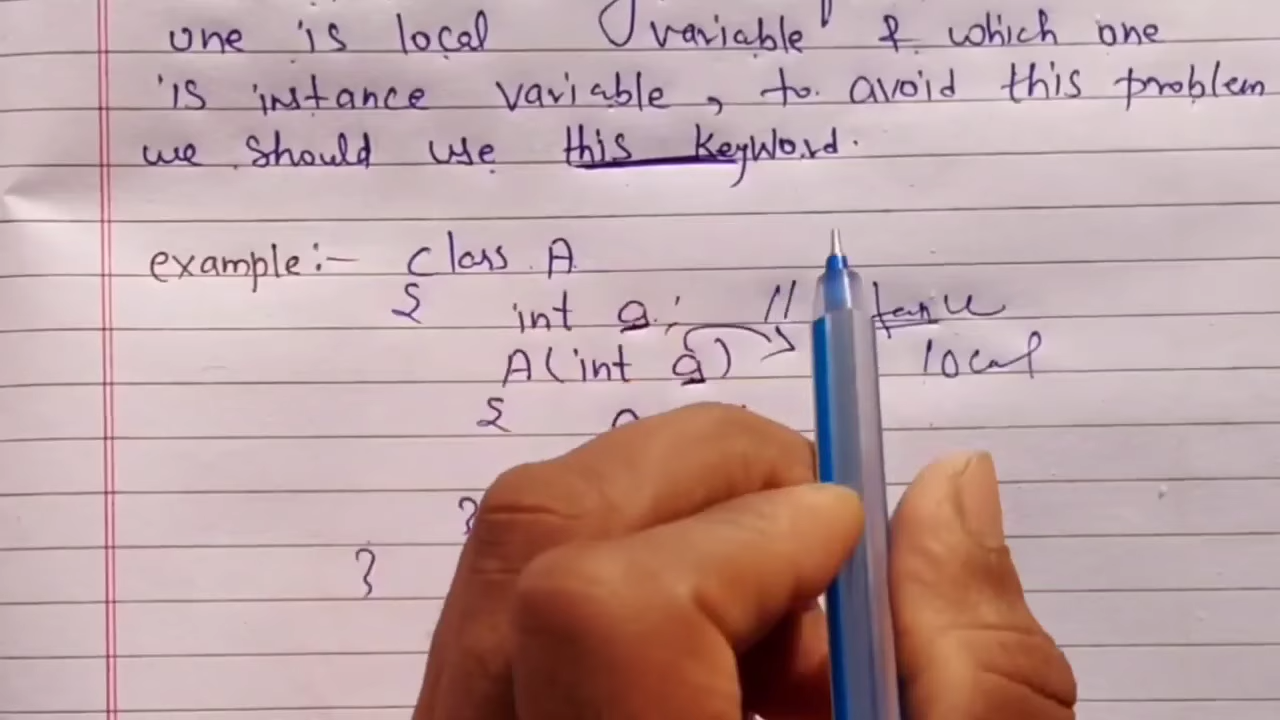 one is local variable & which one
is instance variable, to avoid this problem
we should use this keyword.
example:- class A
{ int a; //
A(int a) local
{
}
}